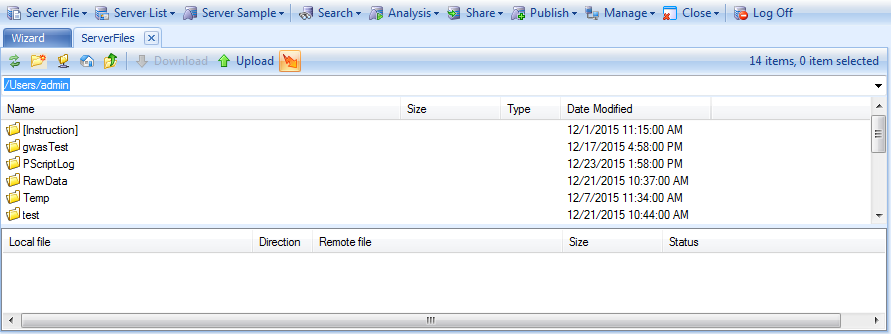 Server File Server List Server Sample Search Analysis Share Publish Manage Close Log Off
Wizard ServerFiles
Download Upload 14 items, 0 item selected
/Users/admin
Name Size Type Date Modified
[Instruction] 12/1/2015 11:15:00 AM
gwasTest 12/17/2015 4:58:00 PM
PScriptLog 12/23/2015 1:58:00 PM
RawData 12/21/2015 10:37:00 AM
Temp 12/7/2015 11:34:00 AM
test 12/21/2015 10:44:00 AM
Local file Direction Remote file Size Status